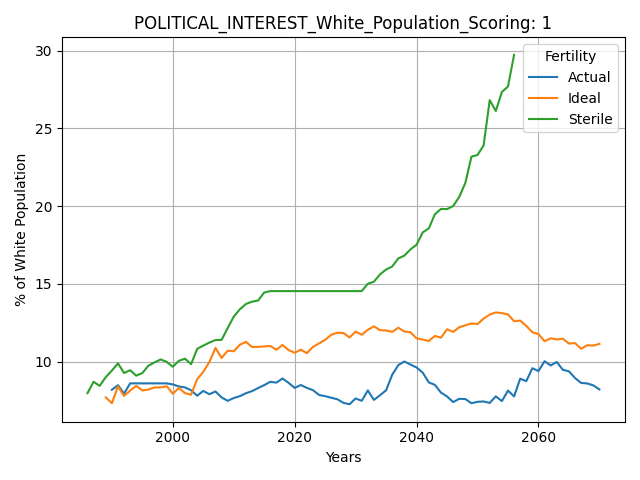 POLITICAL_INTEREST_White_Population_Scoring: 1
Fertility
Actual
Ideal
Sterile
% of White Population
30
25
20
15
10
2000
2020
2040
2060
Years